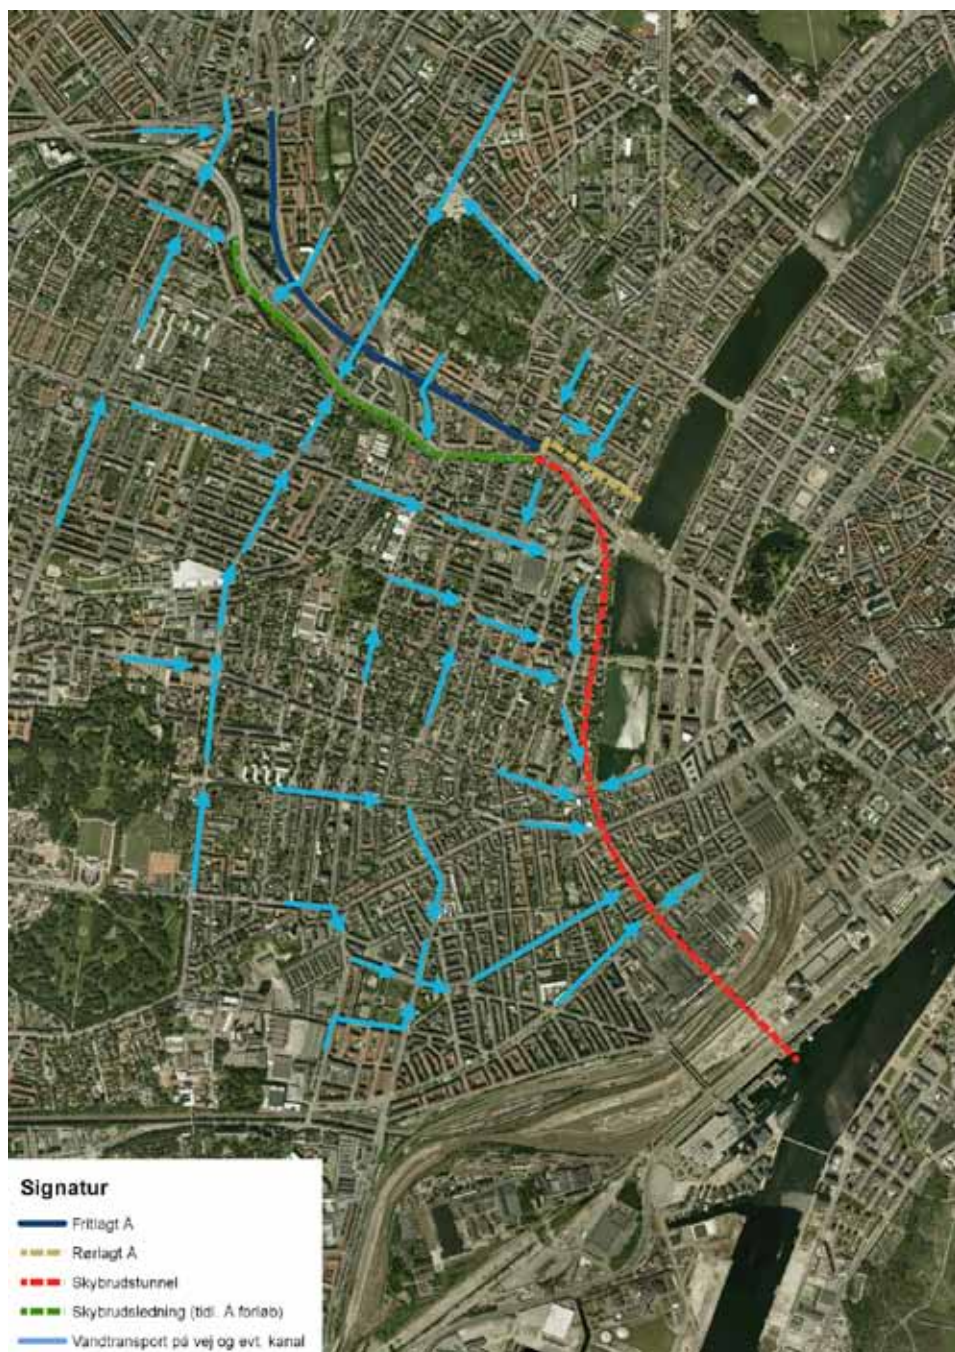 Signatur
Fritlagt Å
Rørlagt Å
Skybrudstunnel
Skybrudsledning (tidl. Å forløb)
Vandtransport på vej og evt. kanal